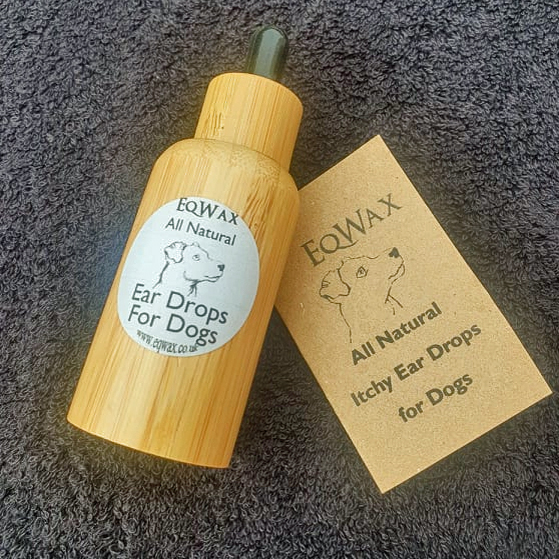 EQWAX
All Natural
Ear Drops
For Dogs
www.eqwax.co.uk
EQWAX
All Natural
Itchy Ear Drops
for Dogs